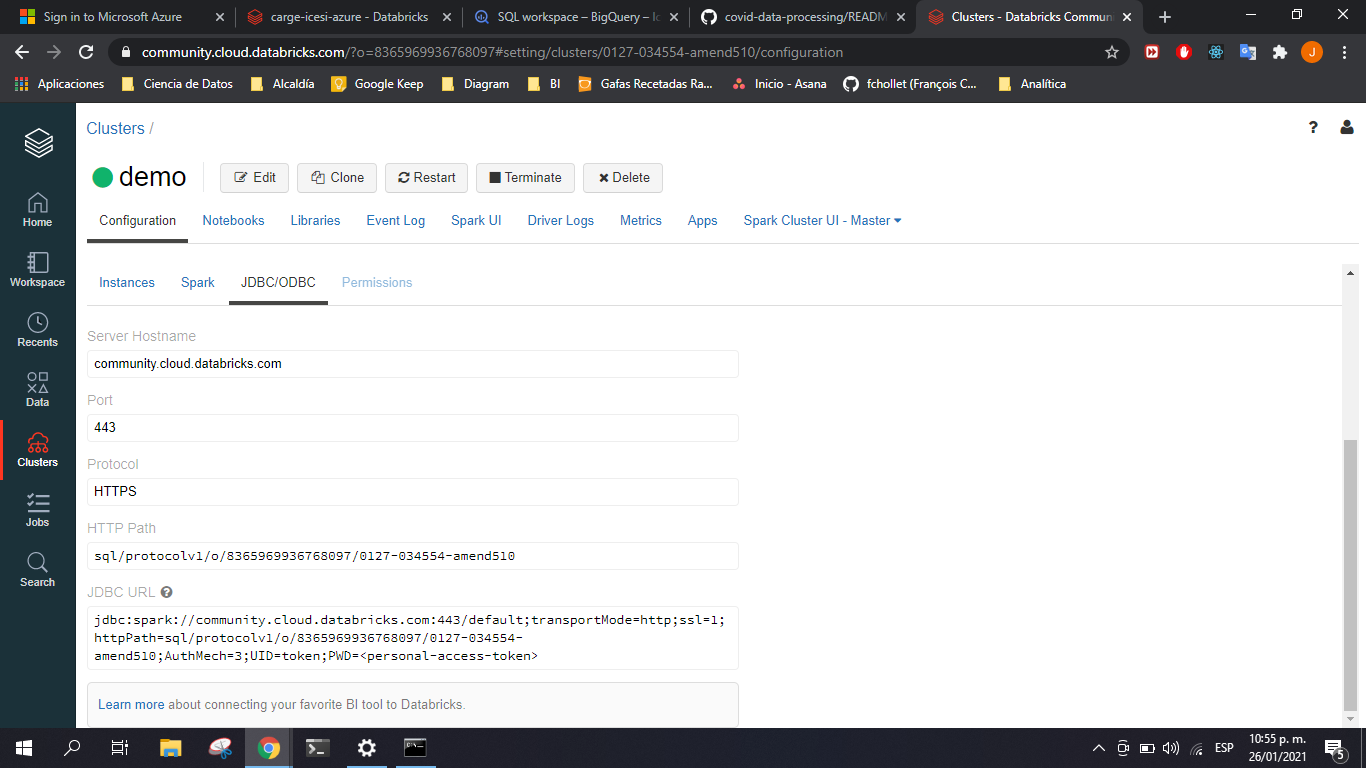 Sign in to Microsoft Azure
carge-icesi-azure - Databricks
SQL workspace – BigQuery – Ic
covid-data-processing/README
Clusters - Databricks Commun
community.cloud.databricks.com/?o=8365969936768097#setting/clusters/0127-034554-amend510/configuration
J
Aplicaciones
Ciencia de Datos
Alcaldía
Google Keep
Diagram
BI
Gafas Recetadas Ra...
Inicio - Asana
fchollet (François C...
Analítica
Clusters /
?
demo
Edit
Clone
Restart
Terminate
Delete
Home
Workspace
Recents
Data
Clusters
Jobs
Search
Configuration
Notebooks
Libraries
Event Log
Spark UI
Driver Logs
Metrics
Apps
Spark Cluster UI - Master
Instances
Spark
JDBC/ODBC
Permissions
Server Hostname
community.cloud.databricks.com
Port
443
Protocol
HTTPS
HTTP Path
sql/protocolv1/o/8365969936768097/0127-034554-amend510
JDBC URL ?
jdbc:spark://community.cloud.databricks.com:443/default;transportMode=http;ssl=1;
httpPath=sql/protocolv1/o/8365969936768097/0127-034554-
amend510;AuthMech=3;UID=token;PWD=<personal-access-token>
Learn more about connecting your favorite BI tool to Databricks.
ESP
10:55 p. m.
26/01/2021
5